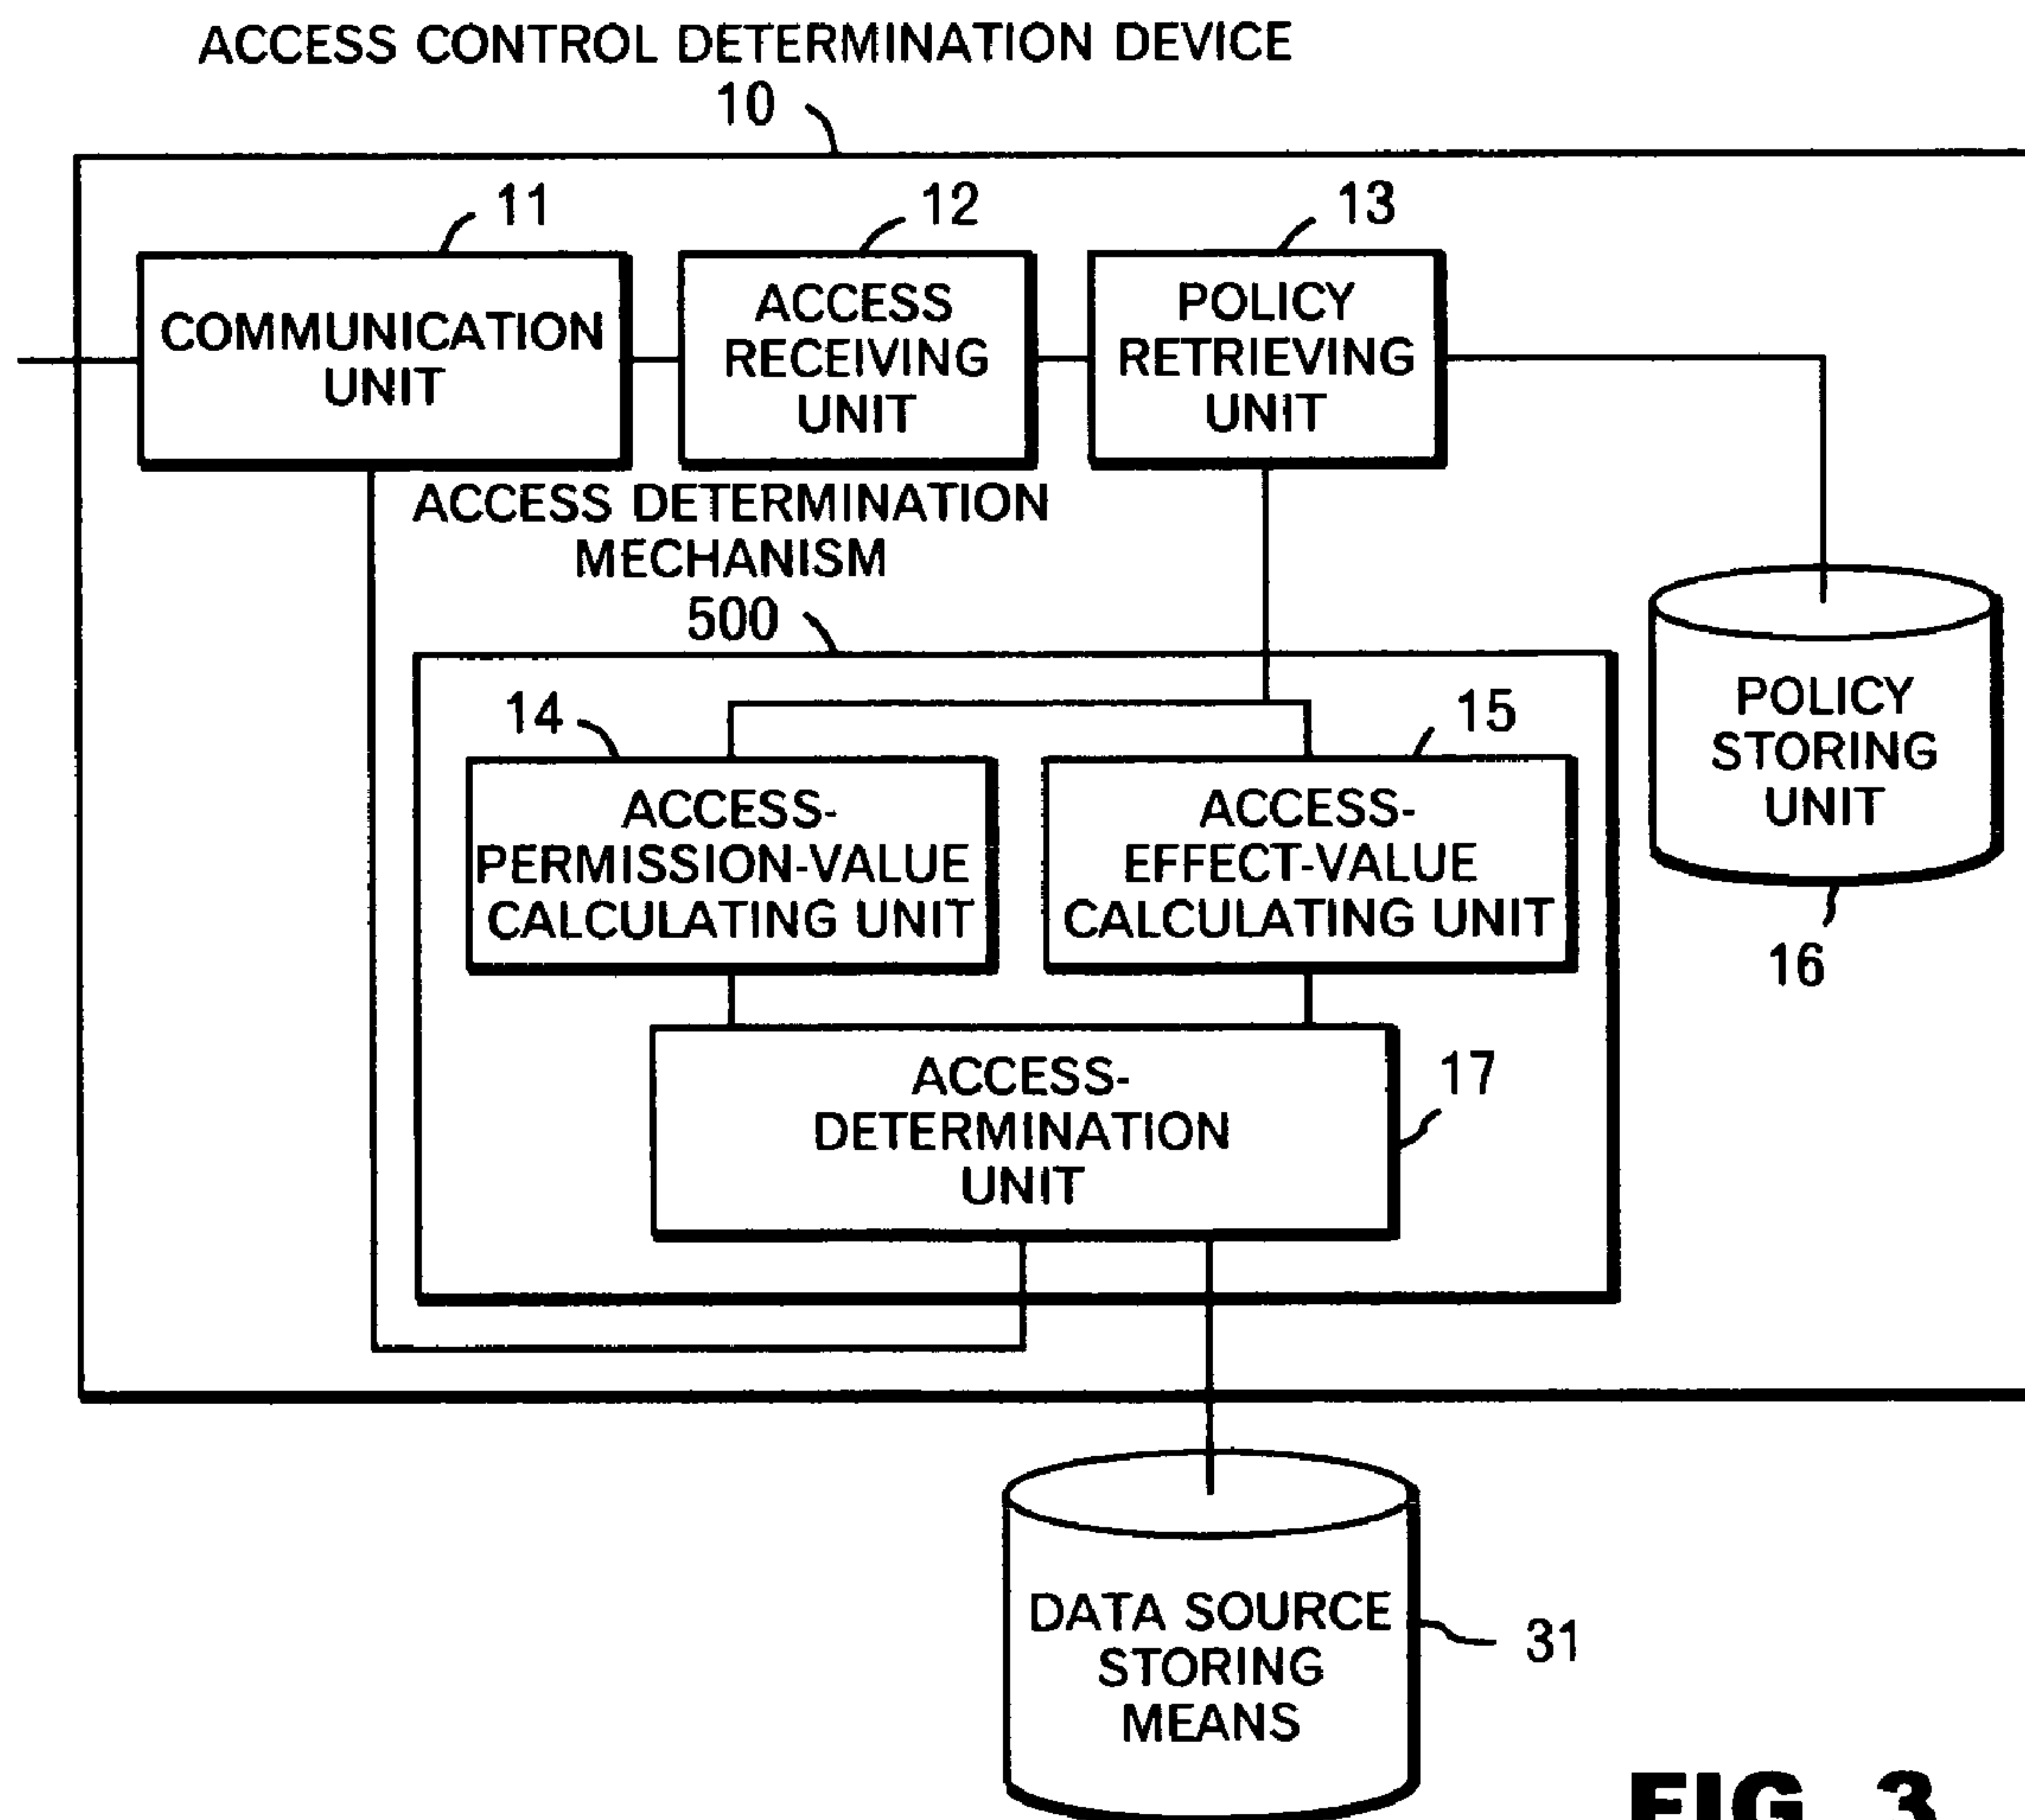 ACCESS CONTROL DETERMINATION DEVICE
10
11
12
13
COMMUNICATION
UNIT
ACCESS
RECEIVING
UNIT
POLICY
RETRIEVING
UNIT
ACCESS DETERMINATION
MECHANISM
500
14
15
ACCESS-
PERMISSION-VALUE
CALCULATING UNIT
ACCESS-
EFFECT-VALUE
CALCULATING UNIT
POLICY
STORING
UNIT
16
ACCESS-
DETERMINATION
UNIT
17
DATA SOURCE
STORING
MEANS
31
FIG. 3